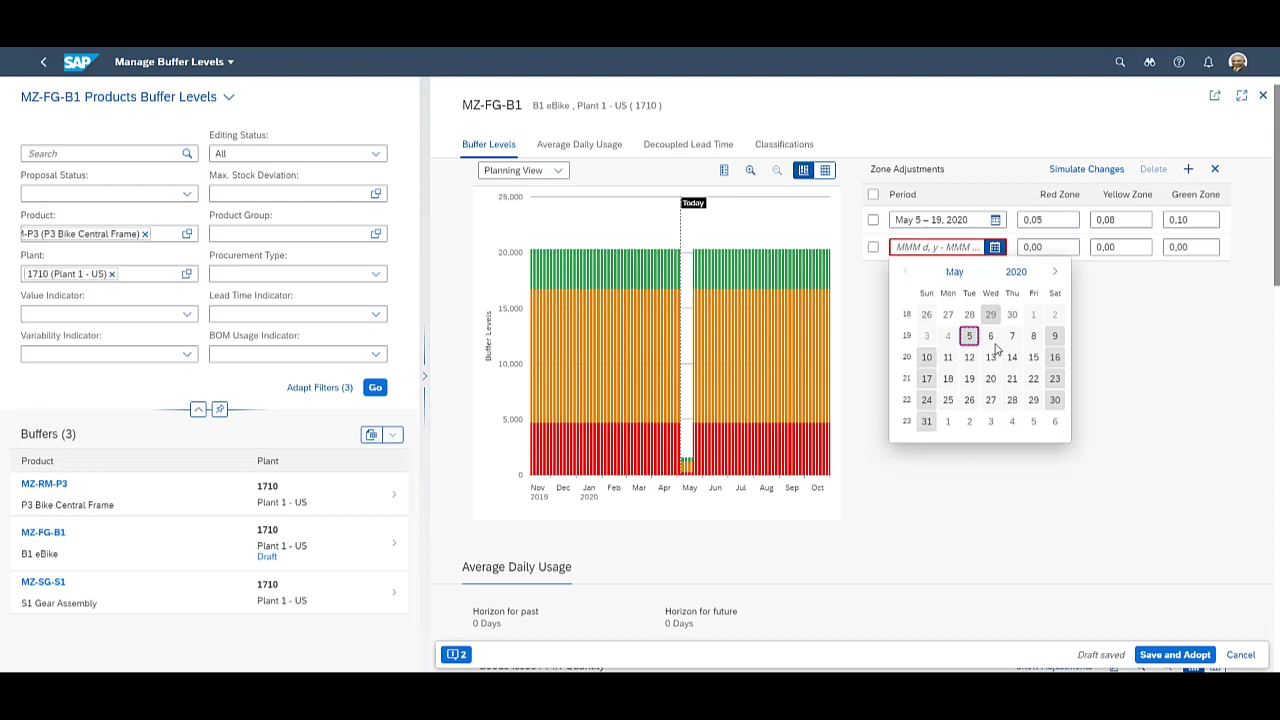 SAP Manage Buffer Levels
MZ-FG-B1 Products Buffer Levels
Editing Status:
Search
All
Proposal Status:
Max. Stock Deviation:
Product:
Product Group:
-P3 (P3 Bike Central Frame)
Plant:
Procurement Type:
1710 (Plant 1 - US)
Value Indicator:
Lead Time Indicator:
Variability Indicator:
BOM Usage Indicator:
Adapt Filters (3)
Go
Buffers (3)
Product
Plant
MZ-RM-P3
1710
P3 Bike Central Frame
Plant 1 - US
MZ-FG-B1
1710
B1 eBike
Plant 1 - US
Draft
MZ-SG-S1
1710
S1 Gear Assembly
Plant 1 - US
MZ-FG-B1
B1 eBike , Plant 1 - US ( 1710 )
Buffer Levels
Average Daily Usage
Decoupled Lead Time
Classifications
Planning View
25,000
20,000
15,000
10,000
5,000
0
Buffer Levels
Today
Nov
2019
Dec
Jan
2020
Feb
Mar
Apr
May
Jun
Jul
Aug
Sep
Oct
Zone Adjustments
Simulate Changes
Delete
Period
Red Zone
Yellow Zone
Green Zone
May 5 – 19, 2020
0,05
0,08
0,10
MMM d, y - MMM ...
0,00
0,00
0,00
May
2020
Sun Mon Tue Wed Thu Fri Sat
18 26 27 28 29 30 1 2
19 3 4 5 6 7 8 9
20 10 11 12 13 14 15 16
21 17 18 19 20 21 22 23
22 24 25 26 27 28 29 30
23 31 1 2 3 4 5 6
Average Daily Usage
Horizon for past
0 Days
Horizon for future
0 Days
2
Draft saved
Save and Adopt
Cancel